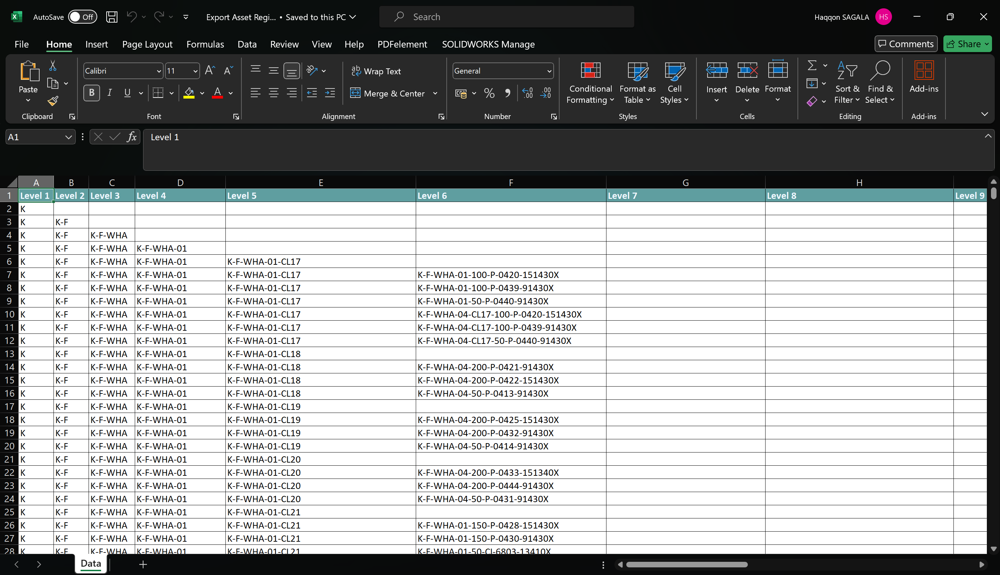 AutoSave Off Export Asset Regi... • Saved to this PC Search Haqqon SAGALA HS
File Home Insert Page Layout Formulas Data Review View Help PDFelement SOLIDWORKS Manage Comments Share
Paste Calibri 11 Wrap Text General Conditional Formatting Format as Table Cell Styles Insert Delete Format Sort & Filter Find & Select Add-ins
B I U Merge & Center
Clipboard Font Alignment Number Styles Cells Editing Add-ins
A1 fx Level 1
A B C D E F G H
1 Level 1 Level 2 Level 3 Level 4 Level 5 Level 6 Level 7 Level 8 Level 9
2 K
3 K K-F
4 K K-F K-F-WHA
5 K K-F K-F-WHA K-F-WHA-01
6 K K-F K-F-WHA K-F-WHA-01 K-F-WHA-01-CL17
7 K K-F K-F-WHA K-F-WHA-01 K-F-WHA-01-CL17 K-F-WHA-01-100-P-0420-151430X
8 K K-F K-F-WHA K-F-WHA-01 K-F-WHA-01-CL17 K-F-WHA-01-100-P-0439-91430X
9 K K-F K-F-WHA K-F-WHA-01 K-F-WHA-01-CL17 K-F-WHA-01-50-P-0440-91430X
10 K K-F K-F-WHA K-F-WHA-01 K-F-WHA-01-CL17 K-F-WHA-04-CL17-100-P-0420-151430X
11 K K-F K-F-WHA K-F-WHA-01 K-F-WHA-01-CL17 K-F-WHA-04-CL17-100-P-0439-91430X
12 K K-F K-F-WHA K-F-WHA-01 K-F-WHA-01-CL17 K-F-WHA-04-CL17-50-P-0440-91430X
13 K K-F K-F-WHA K-F-WHA-01 K-F-WHA-01-CL18
14 K K-F K-F-WHA K-F-WHA-01 K-F-WHA-01-CL18 K-F-WHA-04-200-P-0421-91430X
15 K K-F K-F-WHA K-F-WHA-01 K-F-WHA-01-CL18 K-F-WHA-04-200-P-0422-151430X
16 K K-F K-F-WHA K-F-WHA-01 K-F-WHA-01-CL18 K-F-WHA-04-50-P-0413-91430X
17 K K-F K-F-WHA K-F-WHA-01 K-F-WHA-01-CL19
18 K K-F K-F-WHA K-F-WHA-01 K-F-WHA-01-CL19 K-F-WHA-04-200-P-0425-151430X
19 K K-F K-F-WHA K-F-WHA-01 K-F-WHA-01-CL19 K-F-WHA-04-200-P-0432-91430X
20 K K-F K-F-WHA K-F-WHA-01 K-F-WHA-01-CL19 K-F-WHA-04-50-P-0414-91430X
21 K K-F K-F-WHA K-F-WHA-01 K-F-WHA-01-CL20
22 K K-F K-F-WHA K-F-WHA-01 K-F-WHA-01-CL20 K-F-WHA-04-200-P-0433-151340X
23 K K-F K-F-WHA K-F-WHA-01 K-F-WHA-01-CL20 K-F-WHA-04-200-P-0444-91430X
24 K K-F K-F-WHA K-F-WHA-01 K-F-WHA-01-CL20 K-F-WHA-04-50-P-0431-91430X
25 K K-F K-F-WHA K-F-WHA-01 K-F-WHA-01-CL21
26 K K-F K-F-WHA K-F-WHA-01 K-F-WHA-01-CL21 K-F-WHA-01-150-P-0428-151430X
27 K K-F K-F-WHA K-F-WHA-01 K-F-WHA-01-CL21 K-F-WHA-01-150-P-0430-91430X
28 K K-F K-F-WHA K-F-WHA-01 K-F-WHA-01-CL21 K-F-WHA-01-50-CI-6803-13410X
Data